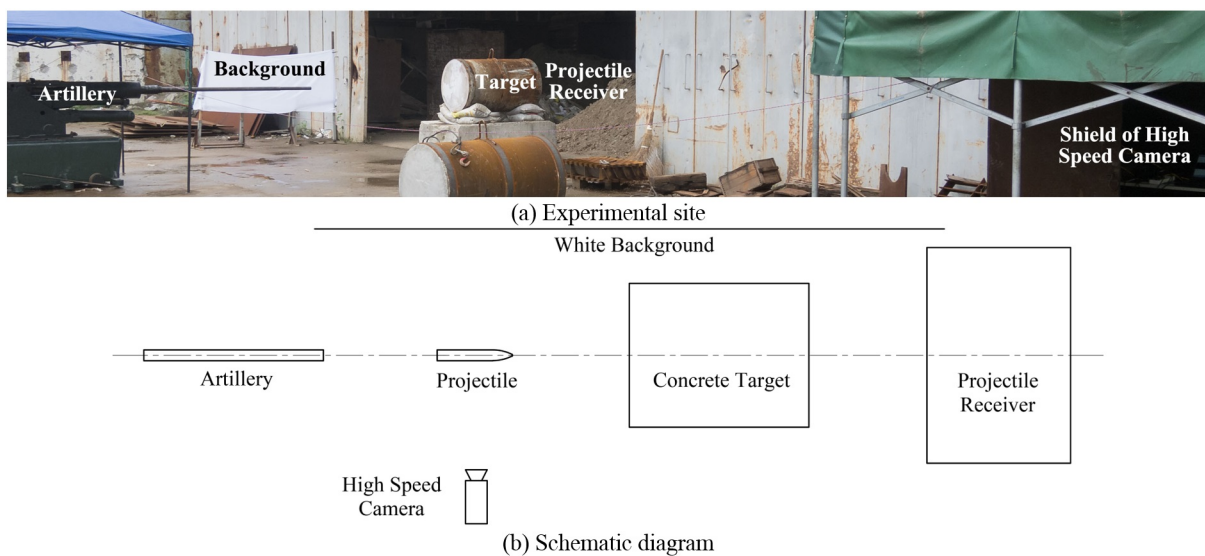 Artillery
Background
Target
Projectile
Receiver
Shield of High
Speed Camera
(a) Experimental site
White Background
Artillery
Projectile
Concrete Target
Projectile
Receiver
High Speed
Camera
(b) Schematic diagram